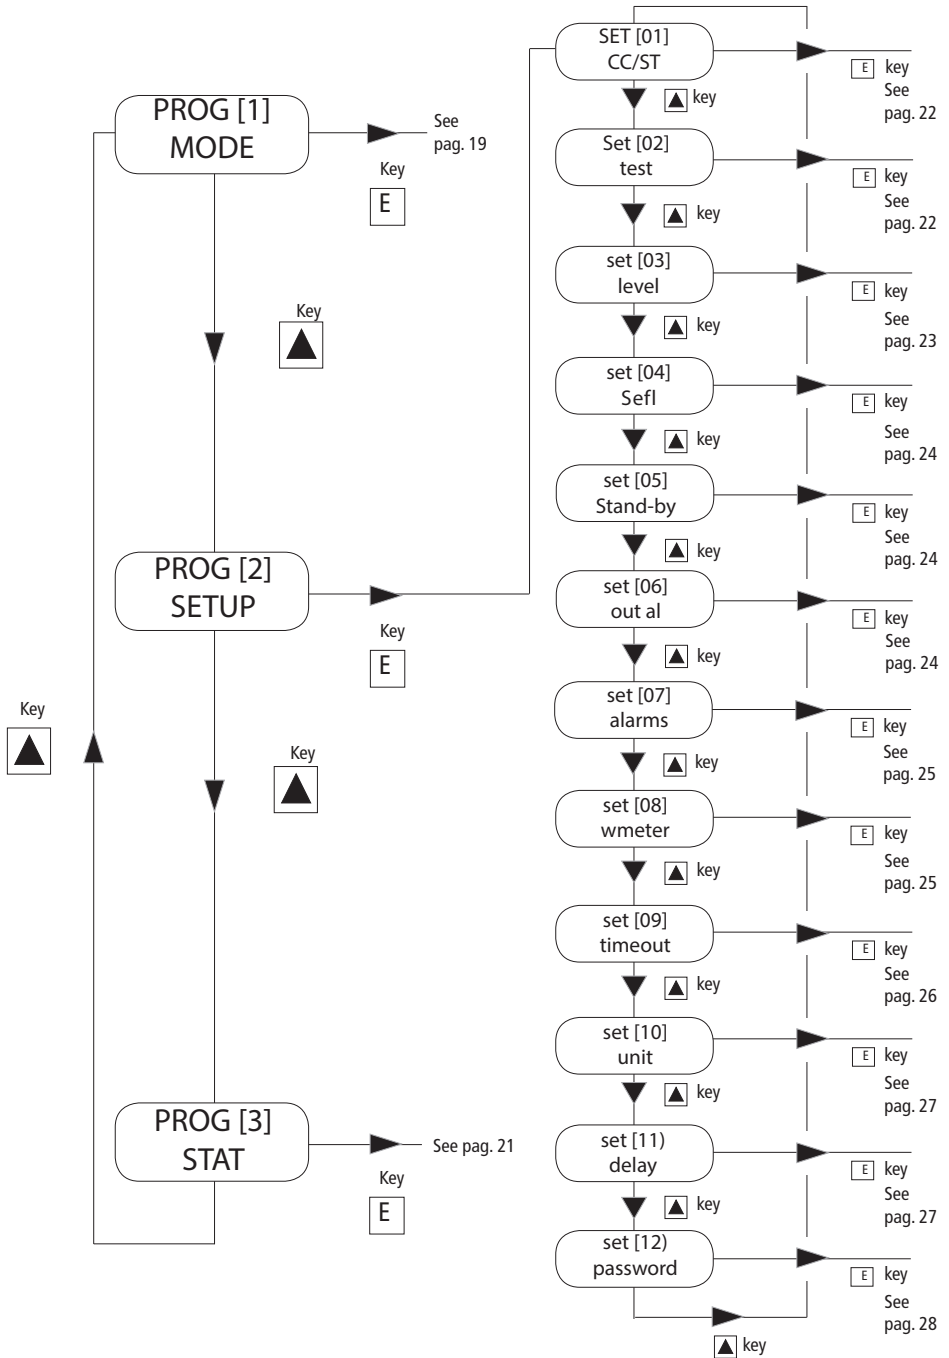 PROG [1]
MODE
See
pag. 19
Key
E
Key
PROG [2]
SETUP
Key
E
Key
Key
PROG [3]
STAT
See pag. 21
Key
E
SET [01]
CC/ST
E key
See
pag. 22
key
Set [02]
test
E key
See
pag. 22
key
set [03]
level
E key
See
pag. 23
key
set [04]
Sefl
E key
See
pag. 24
key
set [05]
Stand-by
E key
See
pag. 24
key
set [06]
out al
E key
See
pag. 24
key
set [07]
alarms
E key
See
pag. 25
key
set [08]
wmeter
E key
See
pag. 25
key
set [09]
timeout
E key
See
pag. 26
key
set [10]
unit
E key
See
pag. 27
key
set [11)
delay
E key
See
pag. 27
key
set [12)
password
E key
See
pag. 28
key